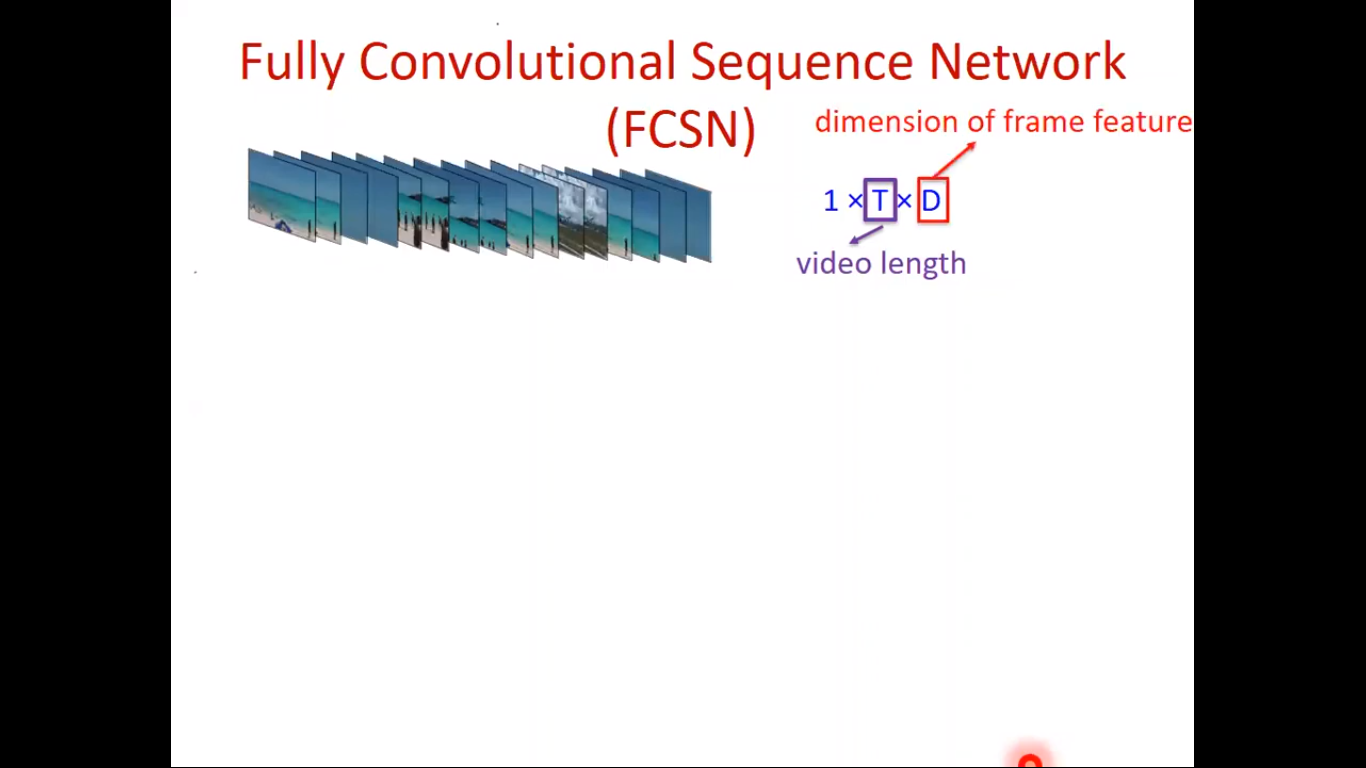 Fully Convolutional Sequence Network
(FCSN)
dimension of frame feature
1 × T × D
video length